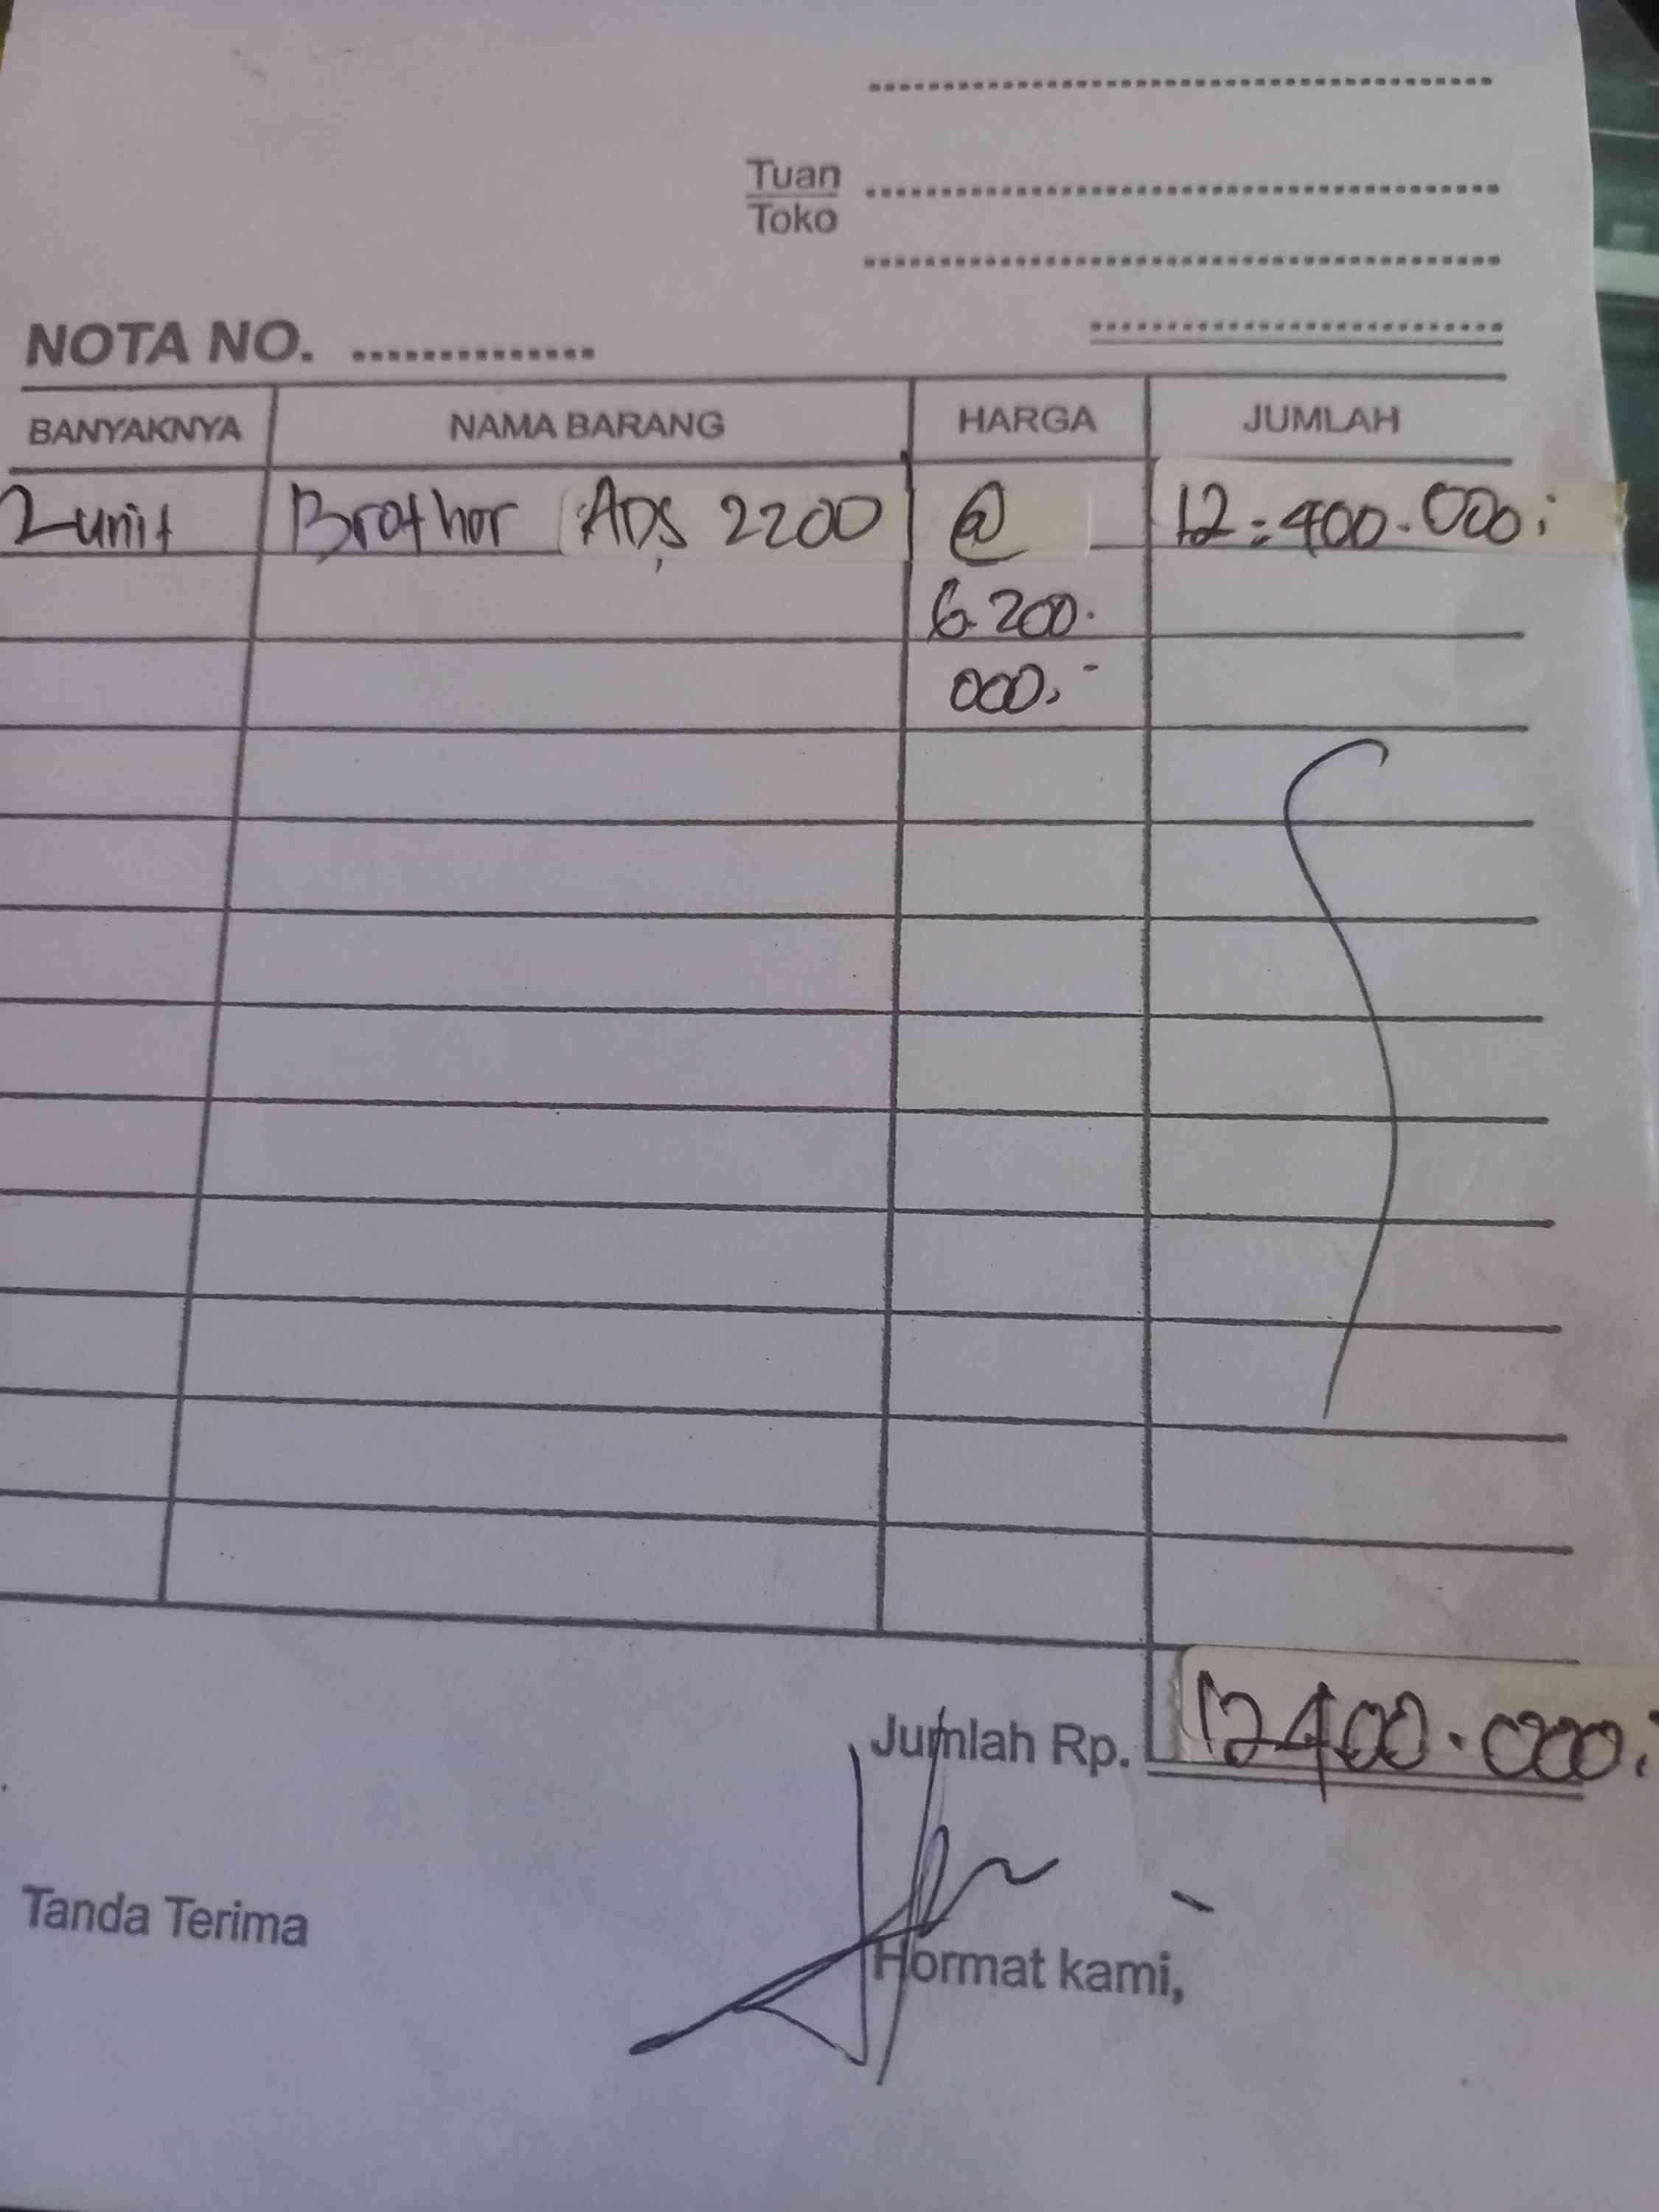 Tuan
Toko
NOTA NO. ...............
BANYAKNYA NAMA BARANG HARGA JUMLAH
2 unit Brother ADS 2200 @ 12.400.000,-
6.200.
000,-
Jumlah Rp. 12.400.000,-
Tanda Terima
Hormat kami,